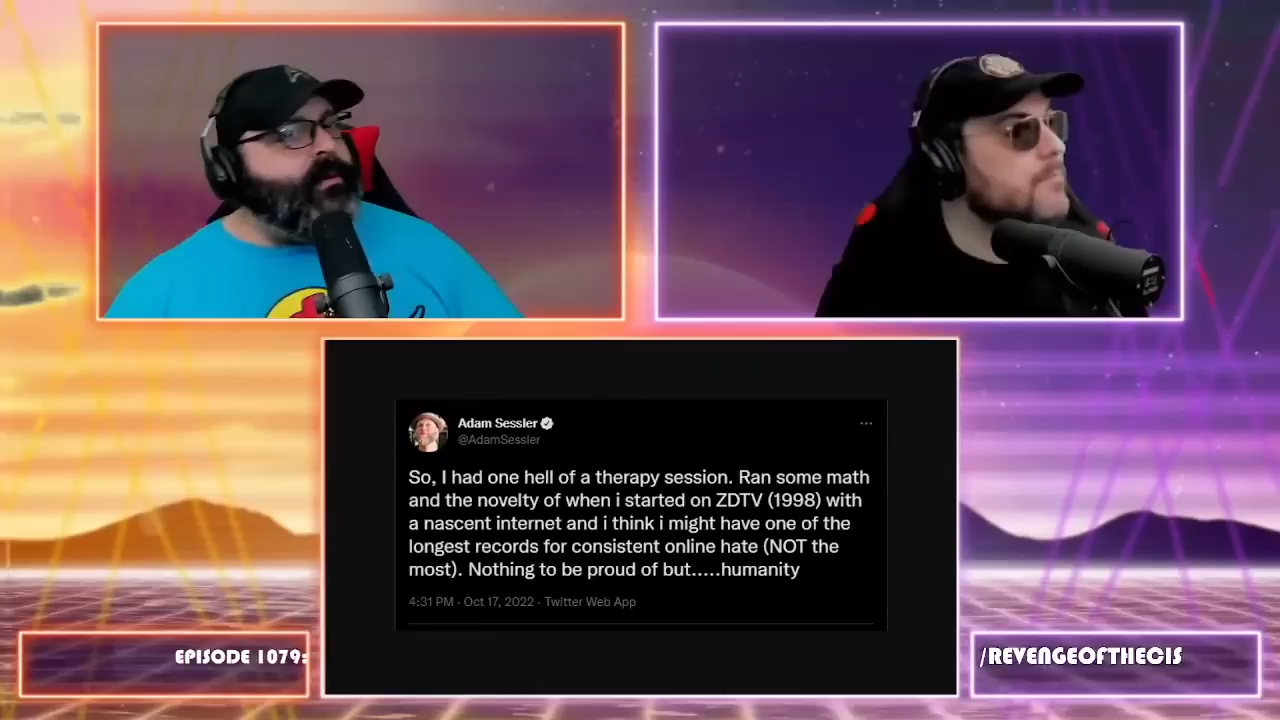 Adam Sessler
@AdamSessler
So, I had one hell of a therapy session. Ran some math
and the novelty of when i started on ZDTV (1998) with
a nascent internet and i think i might have one of the
longest records for consistent online hate (NOT the
most). Nothing to be proud of but.....humanity
4:31 PM · Oct 17, 2022 · Twitter Web App
EPISODE 1079:
/REVENGEOFTHECIS